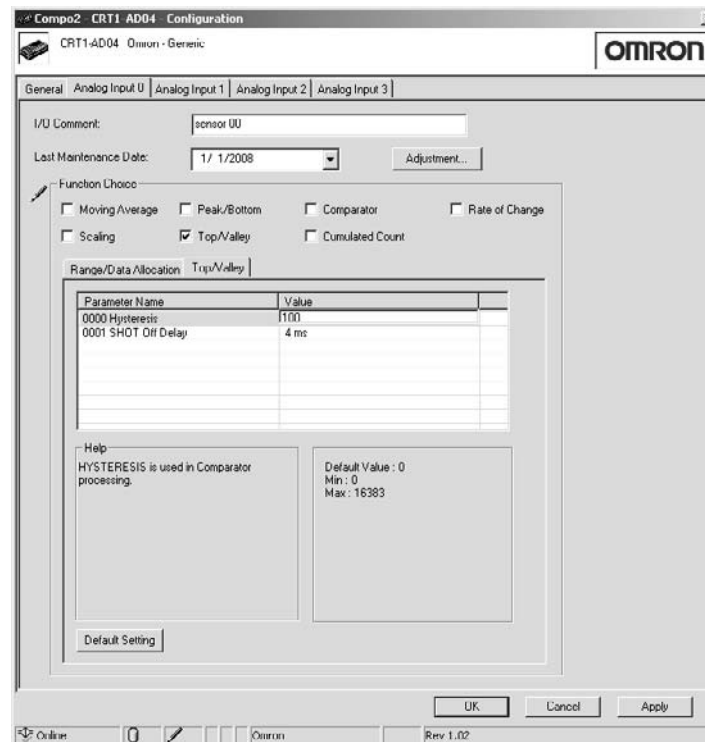 Compo2 - CRT1-AD04 - Configuration
CRT1-AD04 Omron - Generic
OMRON
General Analog Input 0 Analog Input 1 Analog Input 2 Analog Input 3
I/O Comment: sensor 00
Last Maintenance Date: 1/ 1/2008 Adjustment...
Function Choice
Moving Average Peak/Bottom Comparator Rate of Change
Scaling Top/Valley Cumulated Count
Range/Data Allocation Top/Valley
Parameter Name Value
0000 Hysteresis 100
0001 SHOT Off Delay 4 ms
Help
HYSTERESIS is used in Comparator
processing.
Default Value : 0
Min : 0
Max : 16383
Default Setting
OK Cancel Apply
Online Omron Rev 1.02